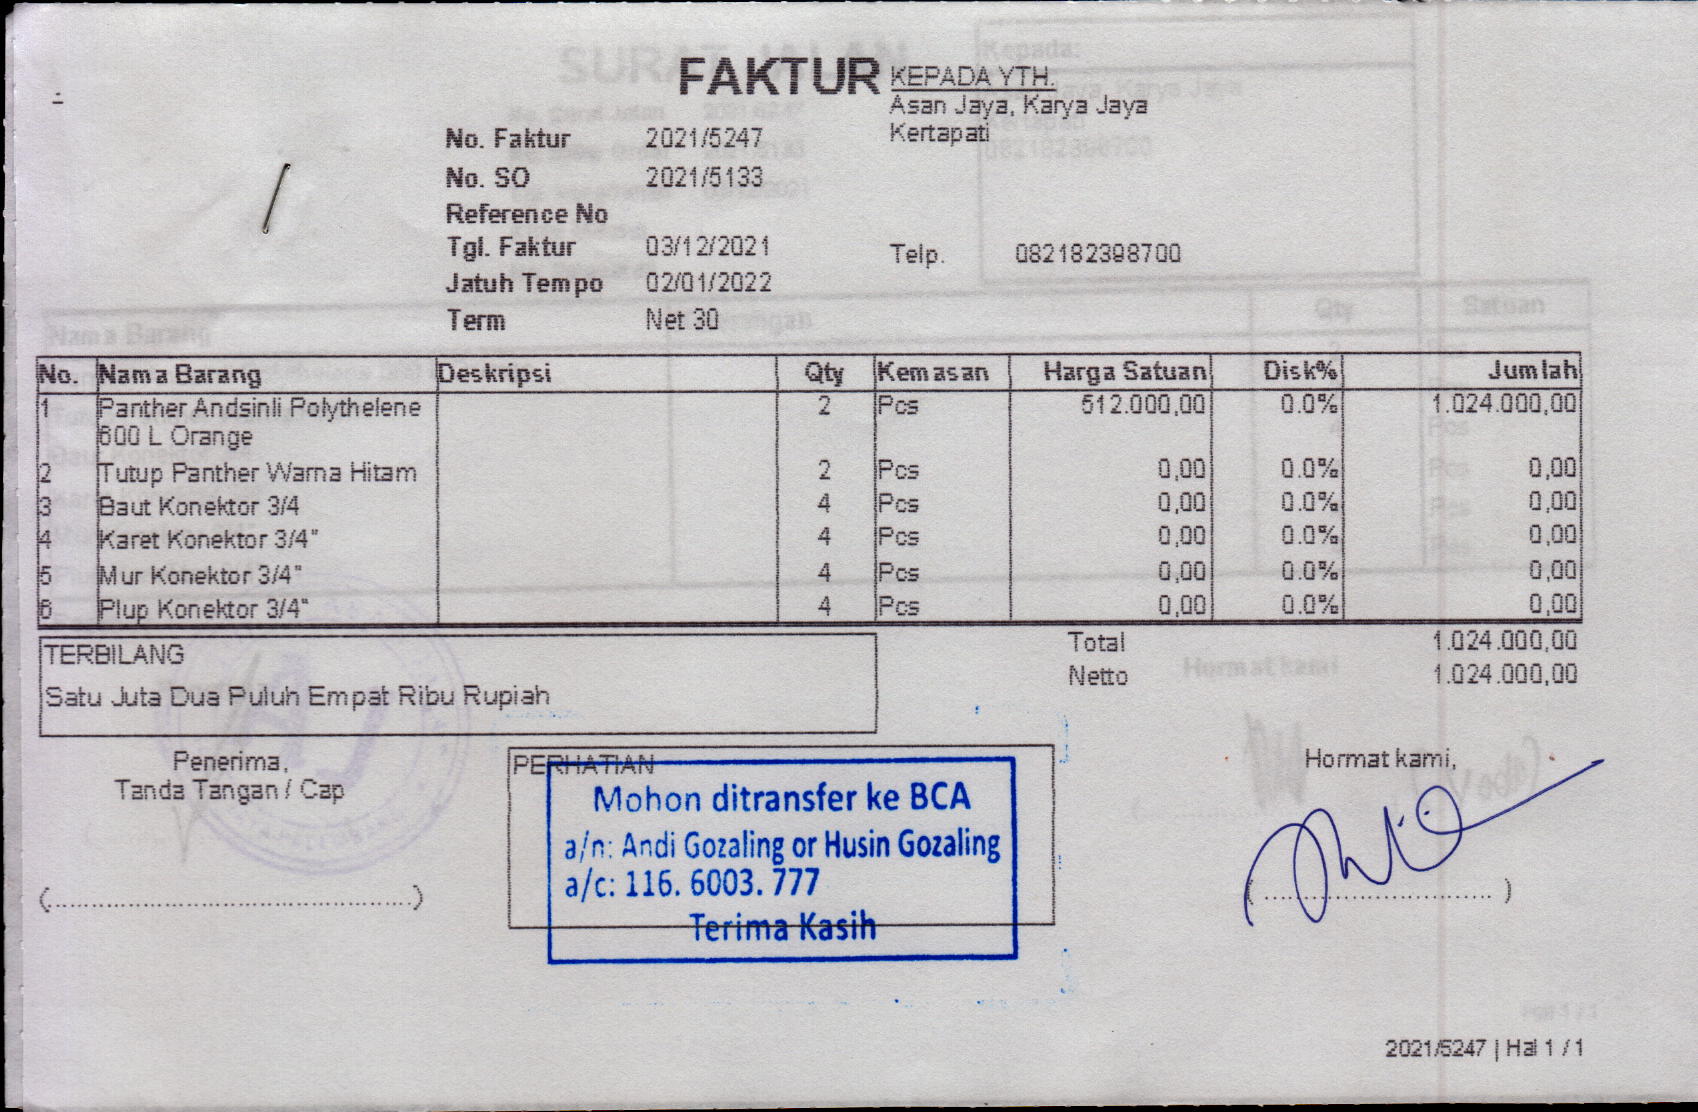 FAKTUR
KEPADA YTH.
Asan Jaya, Karya Jaya
Kertapati
No. Faktur 2021/5247
No. SO 2021/5133
Reference No
Tgl. Faktur 03/12/2021
Telp. 082182398700
Jatuh Tempo 02/01/2022
Term Net 30
No. Nama Barang Deskripsi Qty Kemasan Harga Satuan Disk% Jumlah
1 Panther Andsinli Polythelene 2 Pcs 512.000,00 0.0% 1.024.000,00
600 L Orange
2 Tutup Panther Warna Hitam 2 Pcs 0,00 0.0% 0,00
3 Baut Konektor 3/4 4 Pcs 0,00 0.0% 0,00
4 Karet Konektor 3/4" 4 Pcs 0,00 0.0% 0,00
5 Mur Konektor 3/4" 4 Pcs 0,00 0.0% 0,00
6 Plup Konektor 3/4" 4 Pcs 0,00 0.0% 0,00
TERBILANG
Satu Juta Dua Puluh Empat Ribu Rupiah
Total 1.024.000,00
Netto 1.024.000,00
Penerima,
Tanda Tangan / Cap
(...........................................)
PERHATIAN
Mohon ditransfer ke BCA
a/n: Andi Gozaling or Husin Gozaling
a/c: 116. 6003. 777
Terima Kasih
Hormat kami,
(..............................)
2021/5247 | Hal 1 / 1